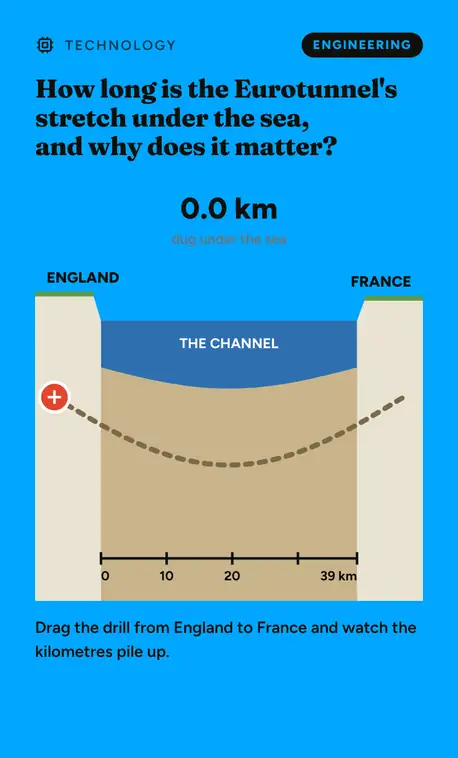 TECHNOLOGY
ENGINEERING
How long is the Eurotunnel's
stretch under the sea,
and why does it matter?
0.0 km
dug under the sea
ENGLAND
FRANCE
THE CHANNEL
0 10 20 39 km
Drag the drill from England to France and watch the
kilometres pile up.